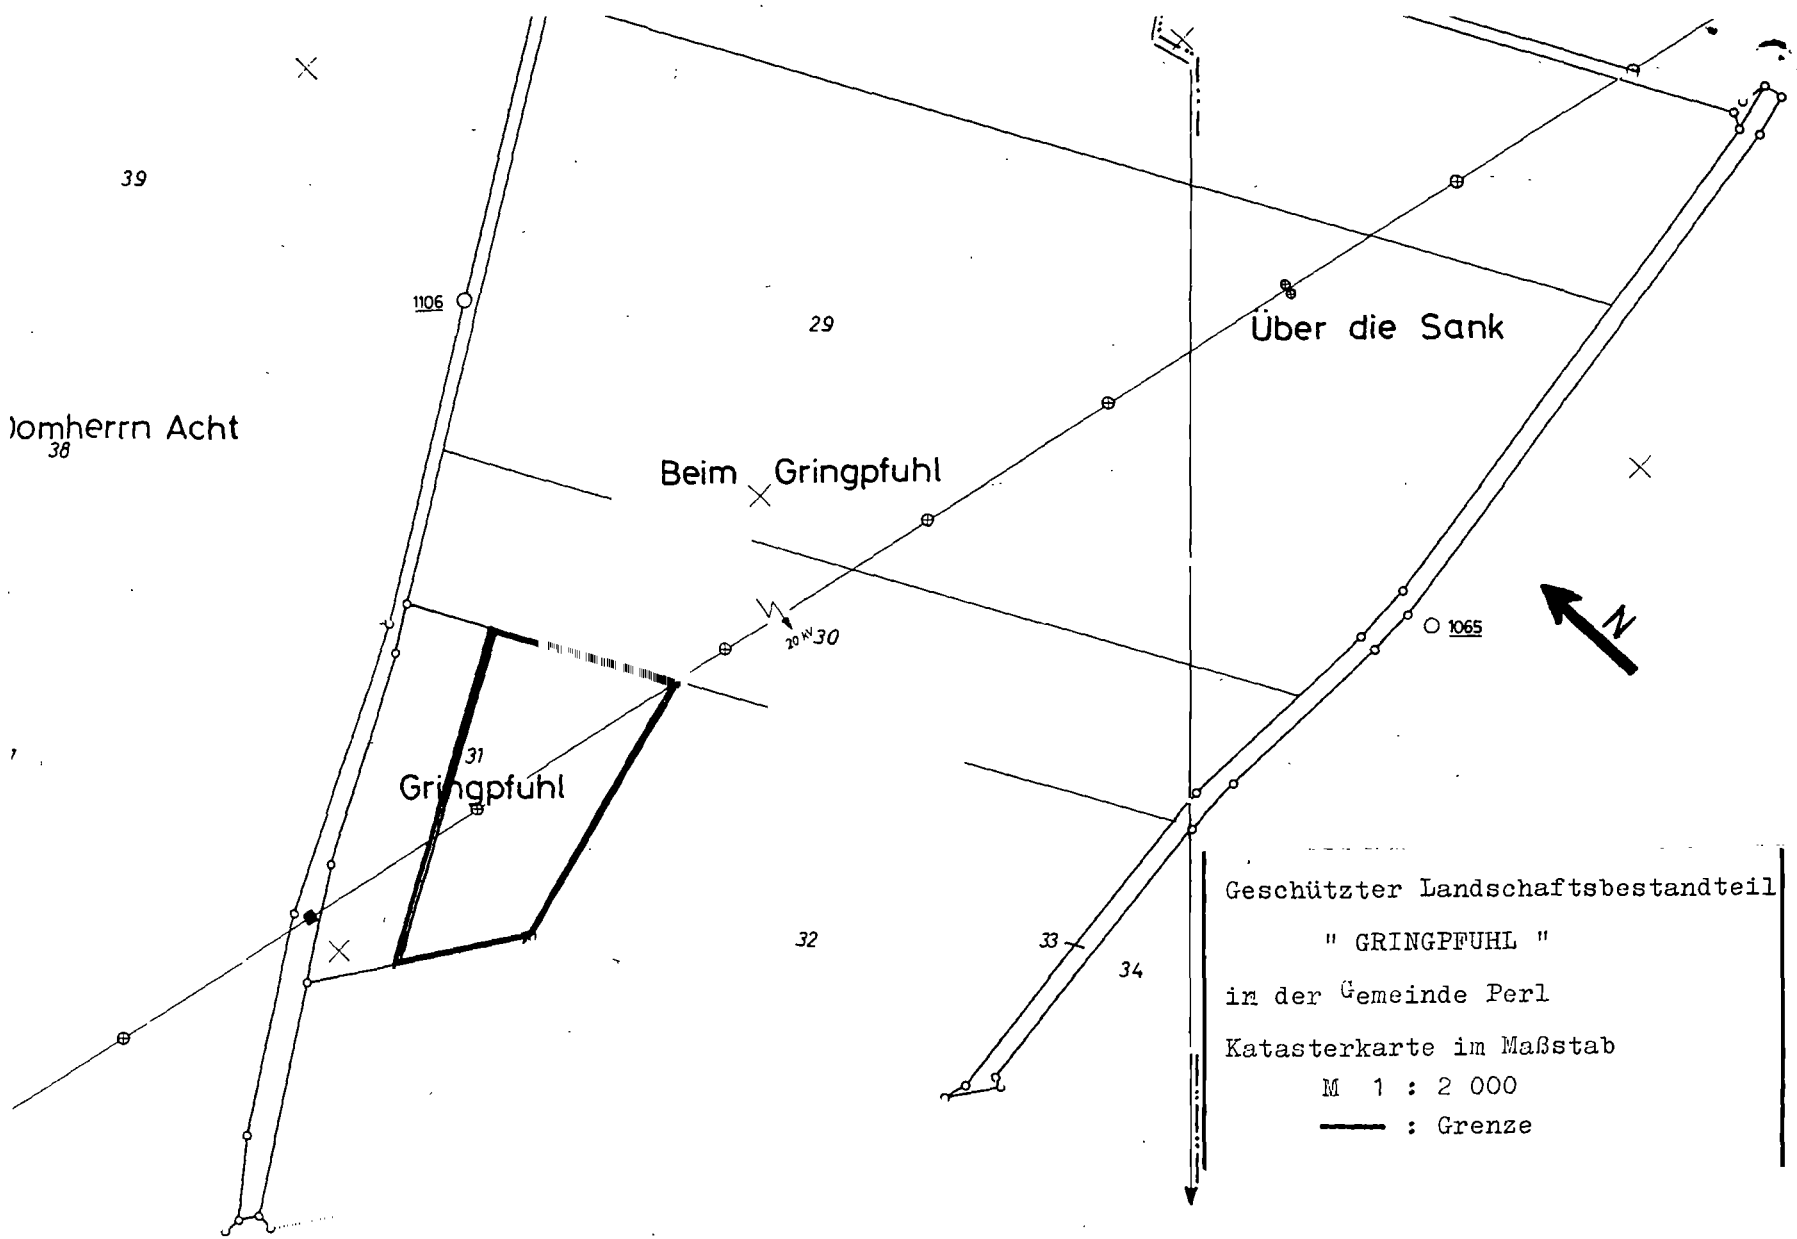 39
1106
29
Über die Sank
Domherrn Acht
38
Beim Gringpfuhl
20 KV
30
1065
N
31
Gringpfuhl
32
33
34
Geschützter Landschaftsbestandteil
" GRINGPFUHL "
in der Gemeinde Perl
Katasterkarte im Maßstab
M 1 : 2 000
: Grenze